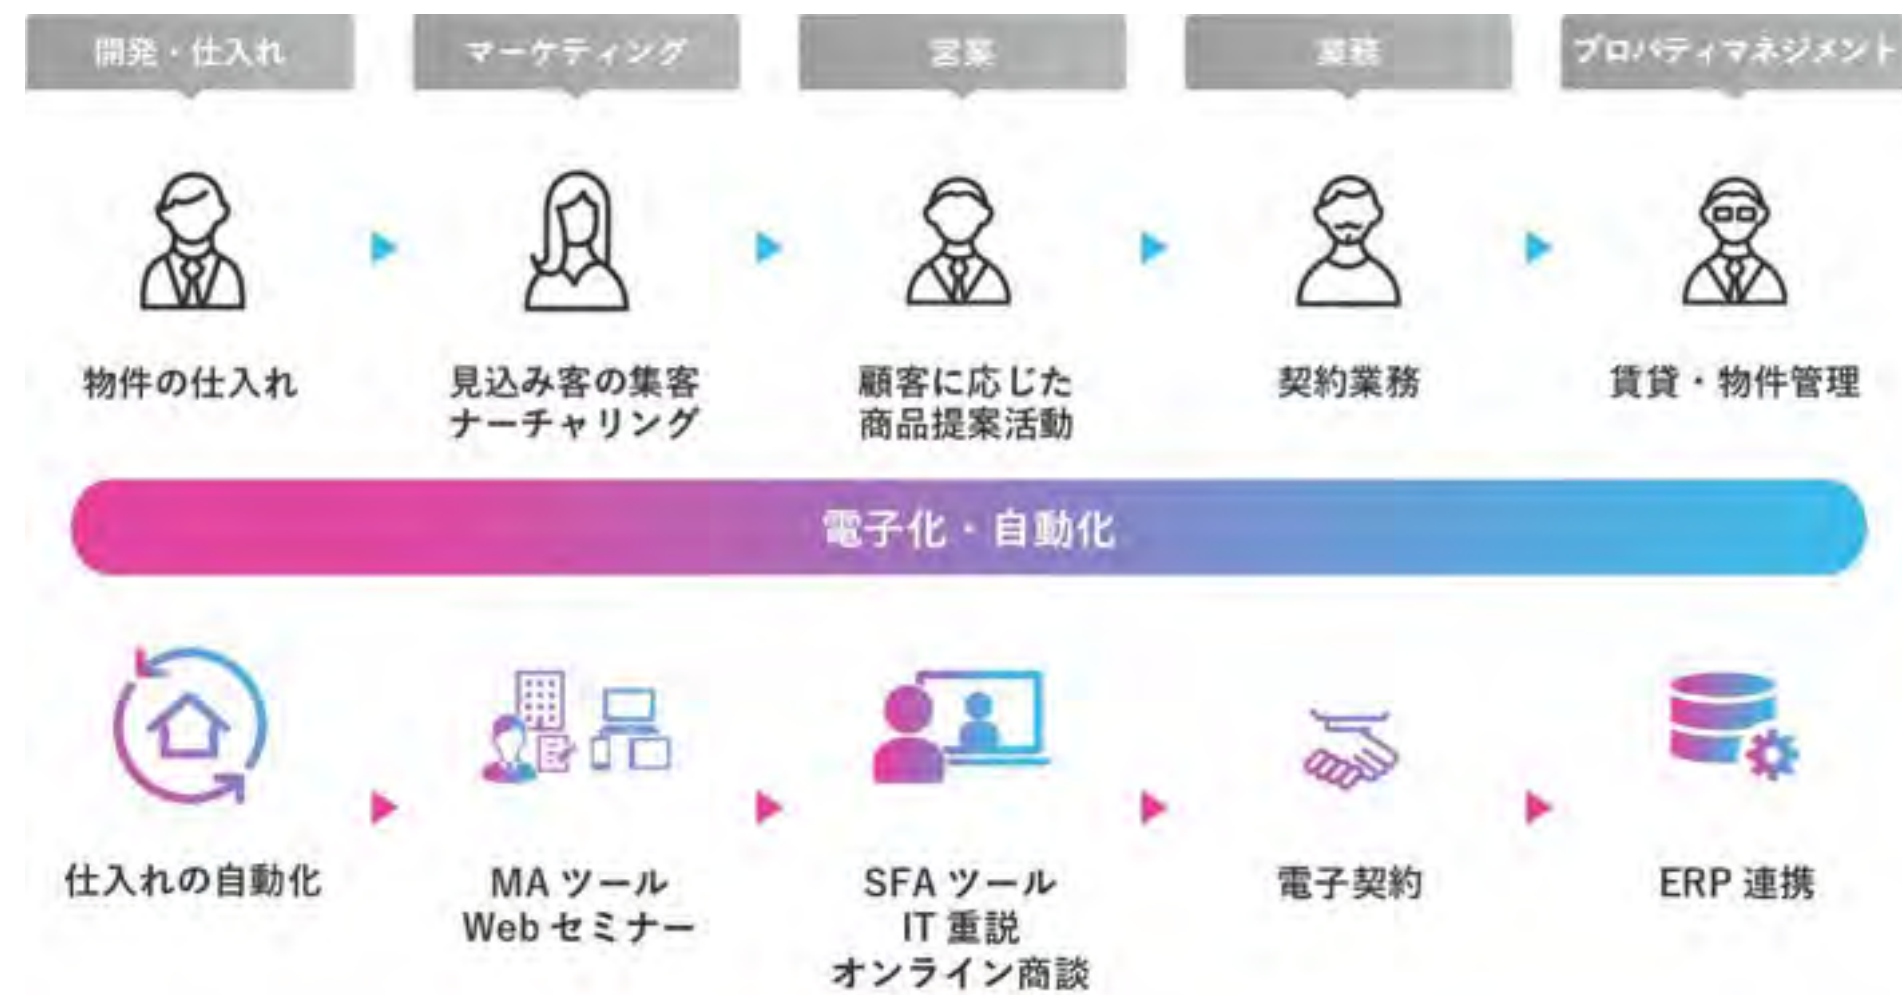 開発・仕入れ
マーケティング
営業
業務
プロパティマネジメント
物件の仕入れ
見込み客の集客
ナーチャリング
顧客に応じた
商品提案活動
契約業務
賃貸・物件管理
電子化・自動化
仕入れの自動化
MA ツール
Web セミナー
SFA ツール
IT 重説
オンライン商談
電子契約
ERP 連携